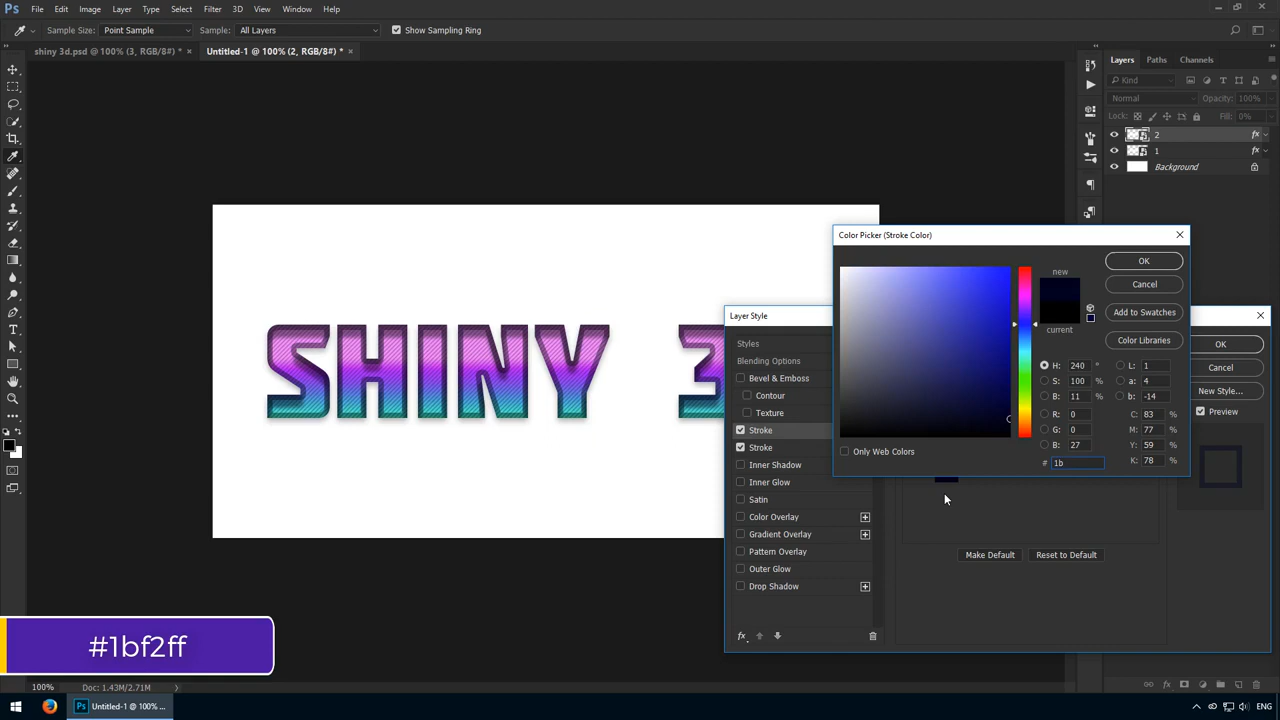 Ps File Edit Image Layer Type Select Filter 3D View Window Help
Sample Size: Point Sample Sample: All Layers Show Sampling Ring
shiny 3d.psd @ 100% (3, RGB/8#) * × Untitled-1 @ 100% (2, RGB/8#) * ×
Layers Paths Channels
Kind
Normal Opacity: 100%
Lock: Fill: 0%
2 fx
1 fx
Background
SHINY 3
Color Picker (Stroke Color)
new
current
OK
Cancel
Add to Swatches
Color Libraries
H: 240 ° L: 1
S: 100 % a: 4
B: 11 % b: -14
R: 0 C: 83 %
G: 0 M: 77 %
B: 27 Y: 59 %
# 1b K: 78 %
Only Web Colors
Layer Style
Styles
Blending Options
Bevel & Emboss
Contour
Texture
Stroke
Stroke
Inner Shadow
Inner Glow
Satin
Color Overlay
Gradient Overlay
Pattern Overlay
Outer Glow
Drop Shadow
fx
Make Default Reset to Default
OK
Cancel
New Style...
Preview
#1bf2ff
100% Doc: 1.43M/2.71M
Ps Untitled-1 @ 100% ... ENG